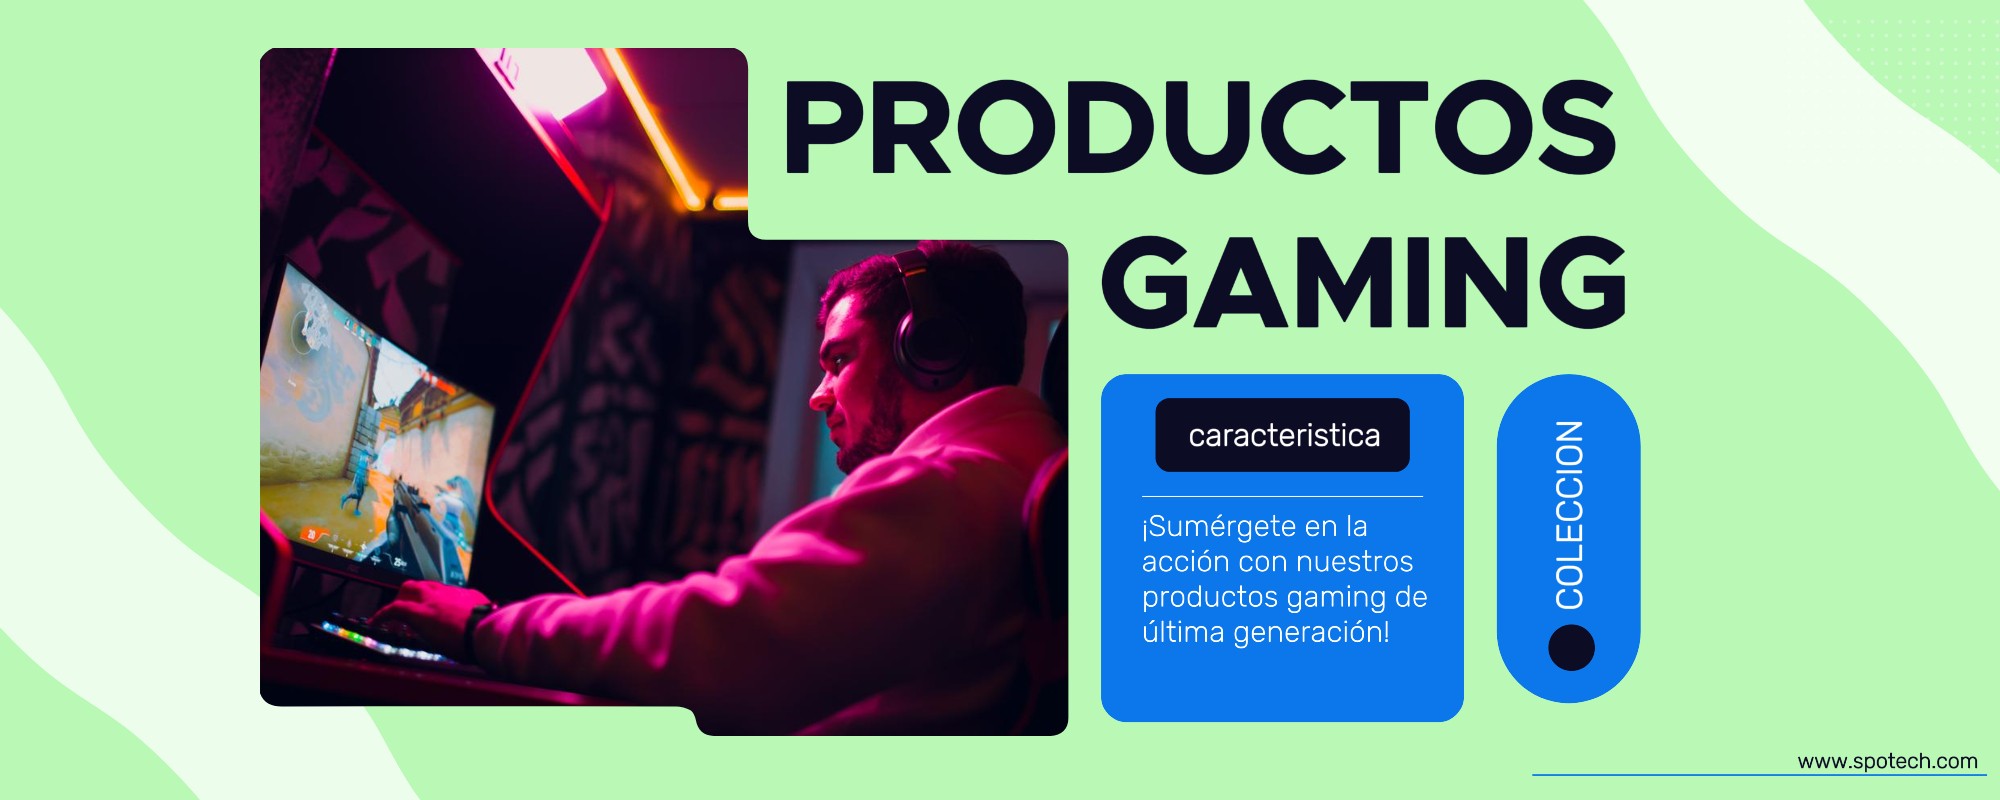 PRODUCTOS
GAMING
caracteristica
¡Sumérgete en la
acción con nuestros
productos gaming de
última generación!
COLECCION
www.spotech.com